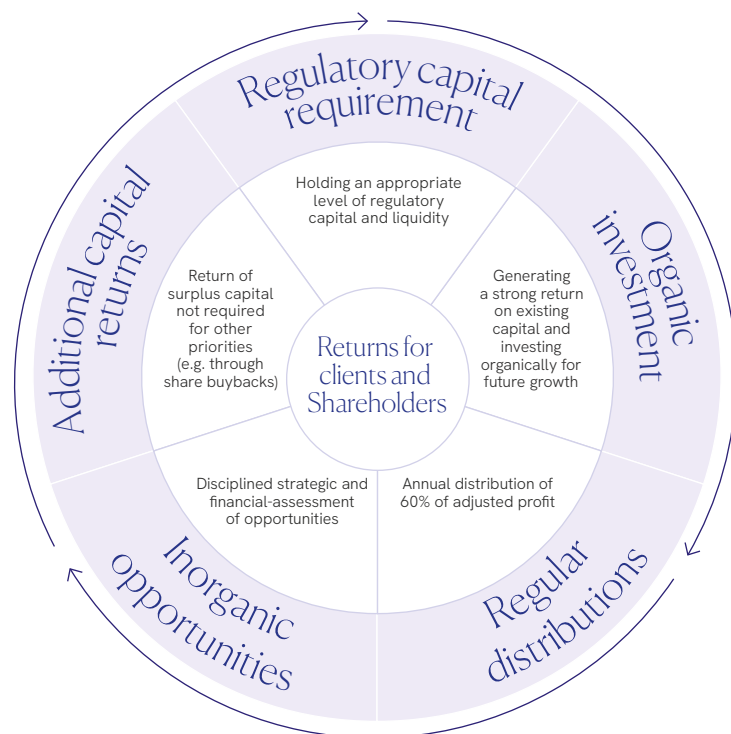 Regulatory capital
requirement
Holding an appropriate
level of regulatory
capital and liquidity
Organic
investment
Generating
a strong return
on existing
capital and
investing
organically for
future growth
Regular
distributions
Annual distribution of
60% of adjusted profit
Inorganic
opportunities
Disciplined strategic and
financial-assessment
of opportunities
Additional capital
returns
Return of
surplus capital
not required
for other
priorities
(e.g. through
share buybacks)
Returns for
clients and
Shareholders